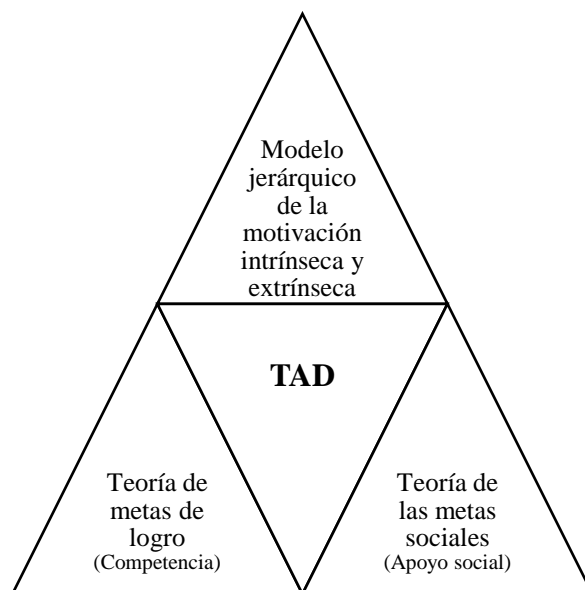 Modelo
jerárquico
de la
motivación
intrínseca y
extrínseca
TAD
Teoría de
metas de
logro
(Competencia)
Teoría de
las metas
sociales
(Apoyo social)